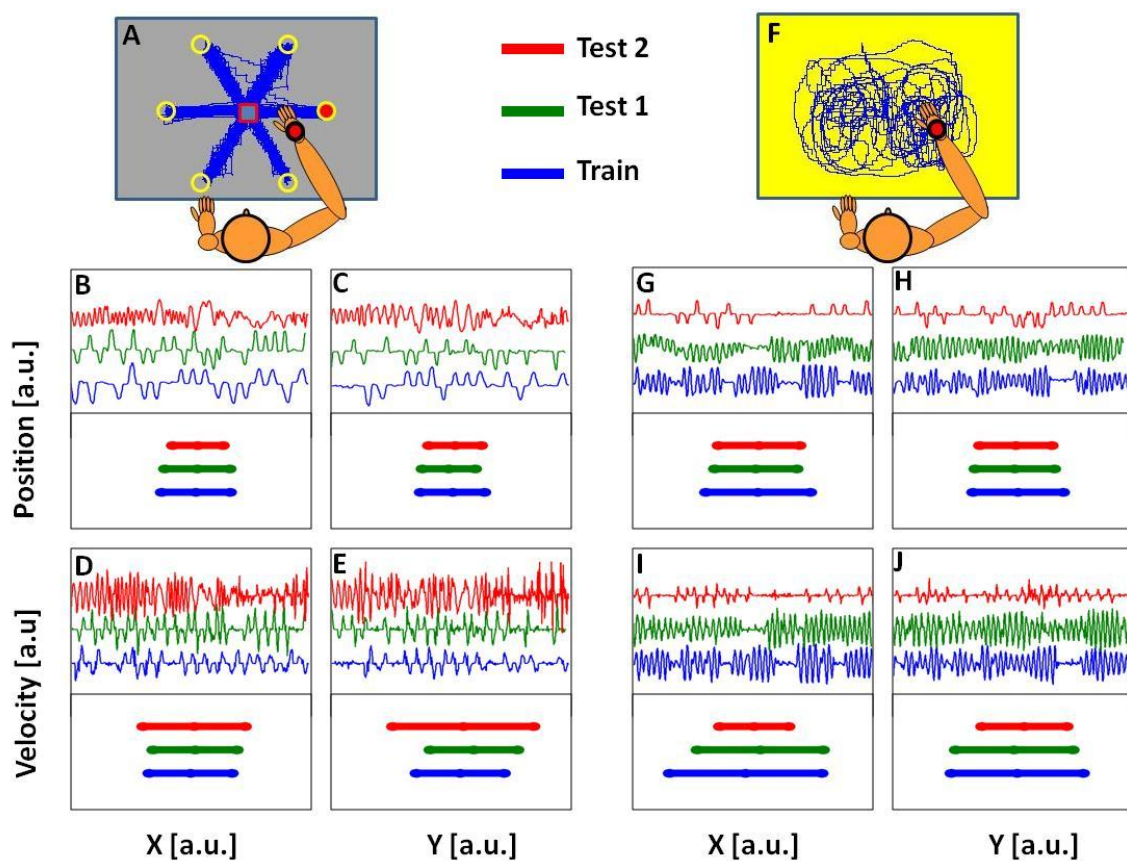 A
Test 2
Test 1
Train
F
B
C
G
H
Position [a.u.]
D
E
I
J
Velocity [a.u]
X [a.u.]
Y [a.u.]
X [a.u.]
Y [a.u.]